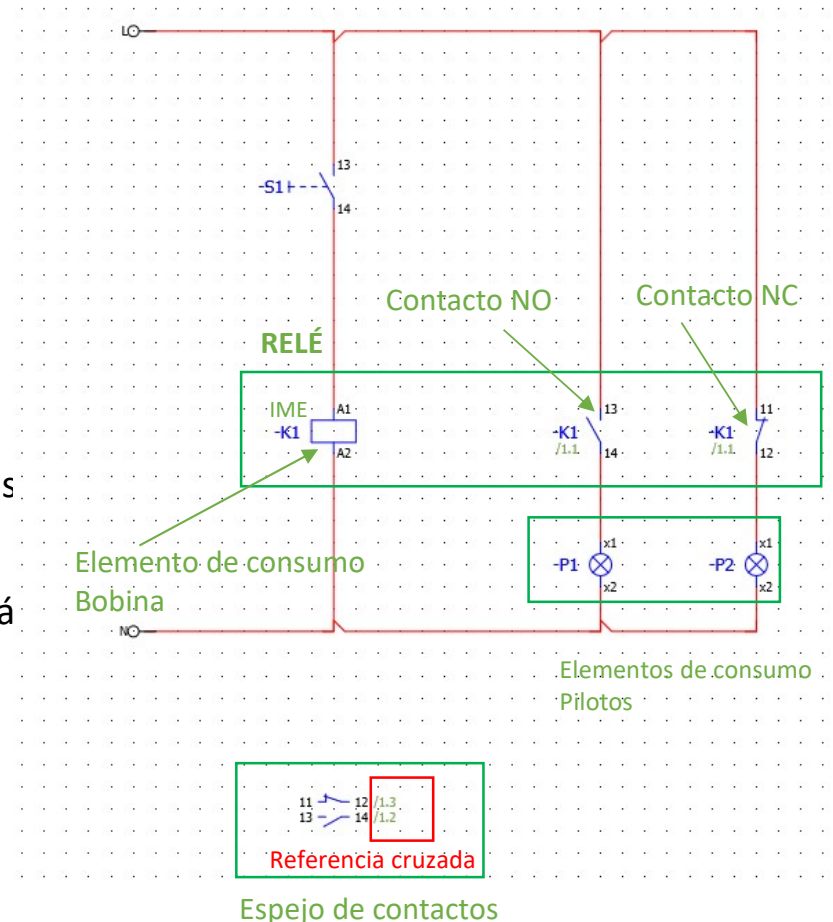 L
13
-S1
14
Contacto NO
Contacto NC
RELÉ
IME
A1
13
11
-K1
-K1
-K1
/1.1
/1.1
A2
14
12
s
Elemento de consumo
Bobina
x1
x1
-P1
-P2
x2
x2
á
N
Elementos de consumo
Pilotos
11 12 /1.3
13 14 /1.2
Referencia cruzada
Espejo de contactos